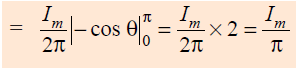 = I_m/2π |−cos θ|_0^π = I_m/2π × 2 = I_m/π